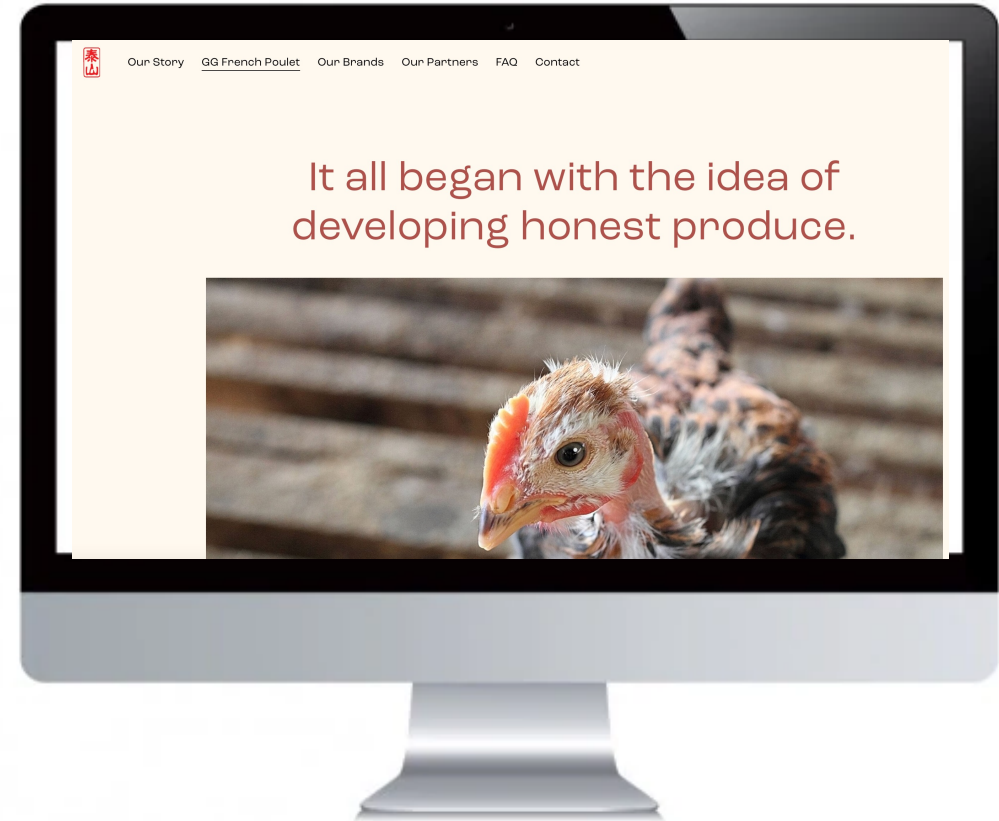 泰山
Our Story GG French Poulet Our Brands Our Partners FAQ Contact
It all began with the idea of
developing honest produce.